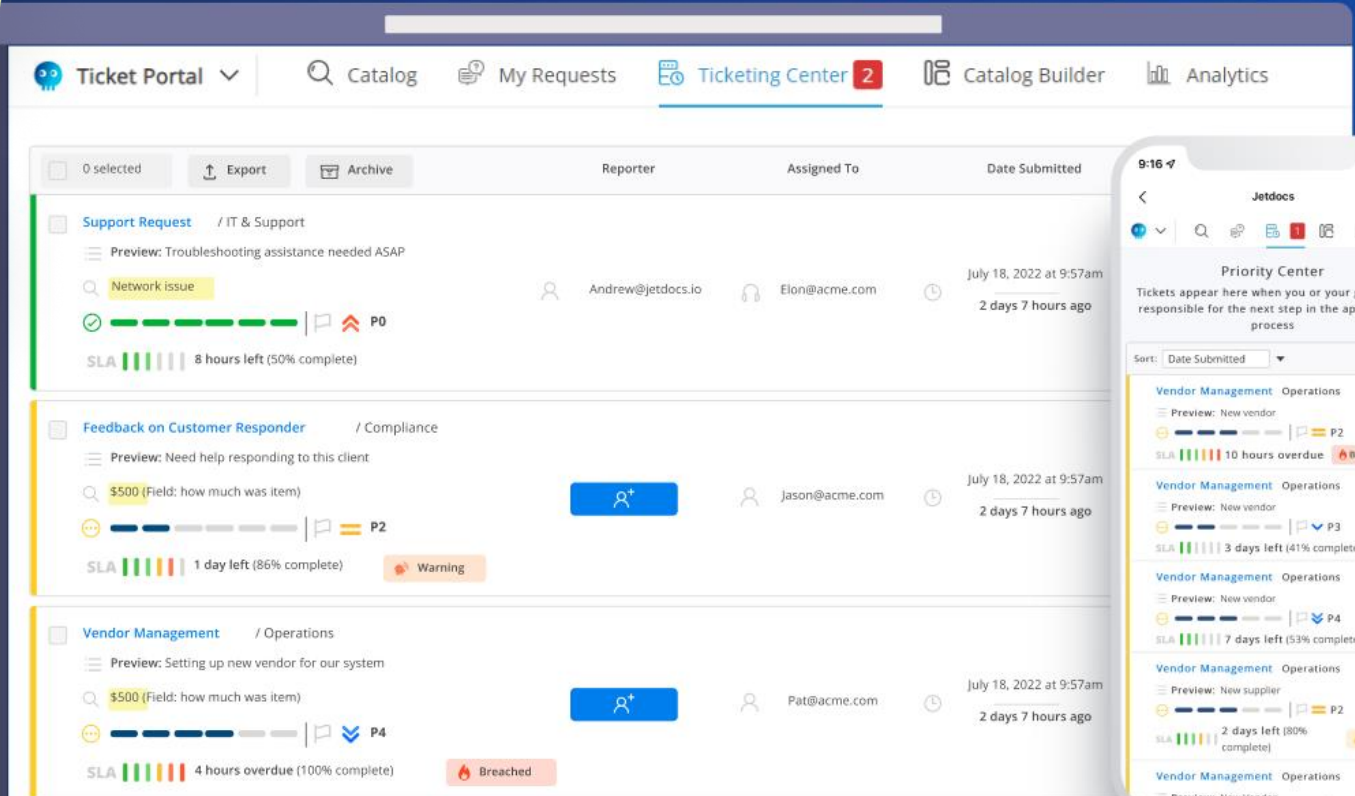 Ticket Portal Catalog My Requests Ticketing Center 2 Catalog Builder Analytics
0 selected Export Archive Reporter Assigned To Date Submitted
Support Request / IT & Support
Preview: Troubleshooting assistance needed ASAP
Network issue
P0
SLA 8 hours left (50% complete)
Andrew@jetdocs.io Elon@acme.com
July 18, 2022 at 9:57am
2 days 7 hours ago
Feedback on Customer Responder / Compliance
Preview: Need help responding to this client
$500 (Field: how much was item)
P2
SLA 1 day left (86% complete) Warning
Jason@acme.com
July 18, 2022 at 9:57am
2 days 7 hours ago
Vendor Management / Operations
Preview: Setting up new vendor for our system
$500 (Field: how much was item)
P4
SLA 4 hours overdue (100% complete) Breached
Pat@acme.com
July 18, 2022 at 9:57am
2 days 7 hours ago
9:16
Jetdocs
1
Priority Center
Tickets appear here when you or your
responsible for the next step in the ap
process
Sort: Date Submitted
Vendor Management Operations
Preview: New vendor
P2
SLA 10 hours overdue
Vendor Management Operations
Preview: New vendor
P3
SLA 3 days left (41% complet
Vendor Management Operations
Preview: New vendor
P4
SLA 7 days left (53% complet
Vendor Management Operations
Preview: New supplier
P2
SLA 2 days left (80%
complete)
Vendor Management Operations